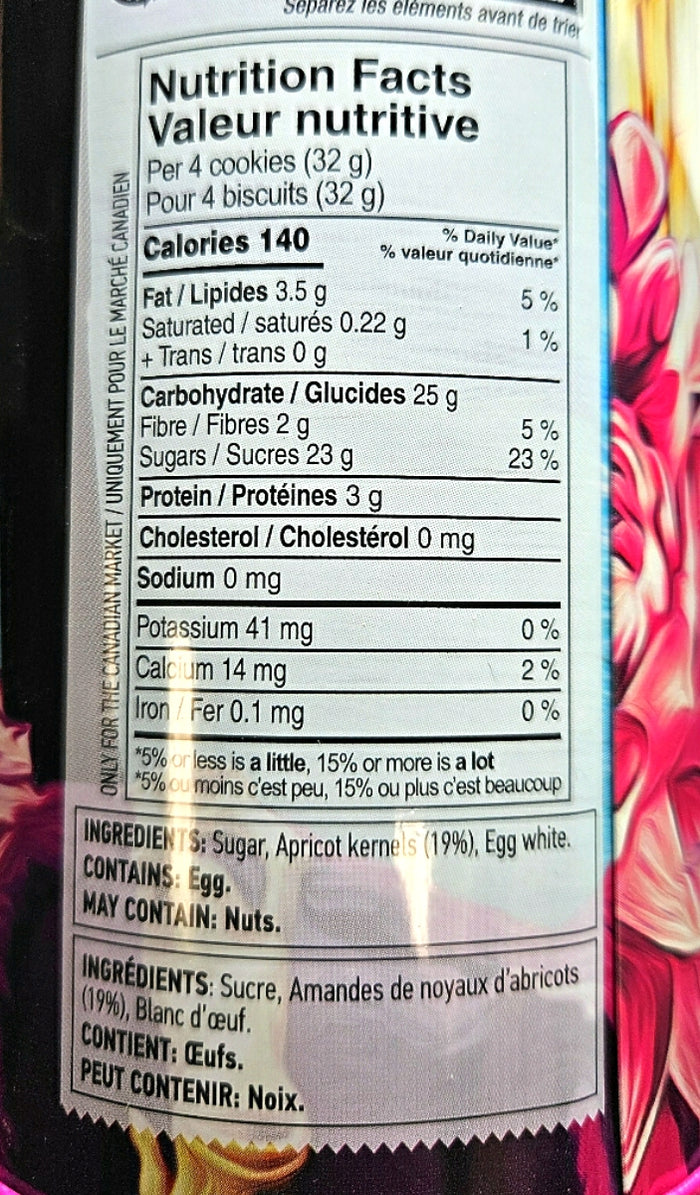 Séparez les éléments avant de trier
Nutrition Facts
Valeur nutritive
Per 4 cookies (32 g)
Pour 4 biscuits (32 g)
Calories 140
% Daily Value*
% valeur quotidienne*
Fat / Lipides 3.5 g 5 %
Saturated / saturés 0.22 g
+ Trans / trans 0 g 1 %
Carbohydrate / Glucides 25 g
Fibre / Fibres 2 g 5 %
Sugars / Sucres 23 g 23 %
Protein / Protéines 3 g
Cholesterol / Cholestérol 0 mg
Sodium 0 mg
Potassium 41 mg 0 %
Calcium 14 mg 2 %
Iron / Fer 0.1 mg 0 %
*5% or less is a little, 15% or more is a lot
*5% ou moins c'est peu, 15% ou plus c'est beaucoup
ONLY FOR THE CANADIAN MARKET / UNIQUEMENT POUR LE MARCHÉ CANADIEN
INGREDIENTS: Sugar, Apricot kernels (19%), Egg white.
CONTAINS: Egg.
MAY CONTAIN: Nuts.
INGRÉDIENTS: Sucre, Amandes de noyaux d'abricots
(19%), Blanc d'œuf.
CONTIENT: Œufs.
PEUT CONTENIR: Noix.